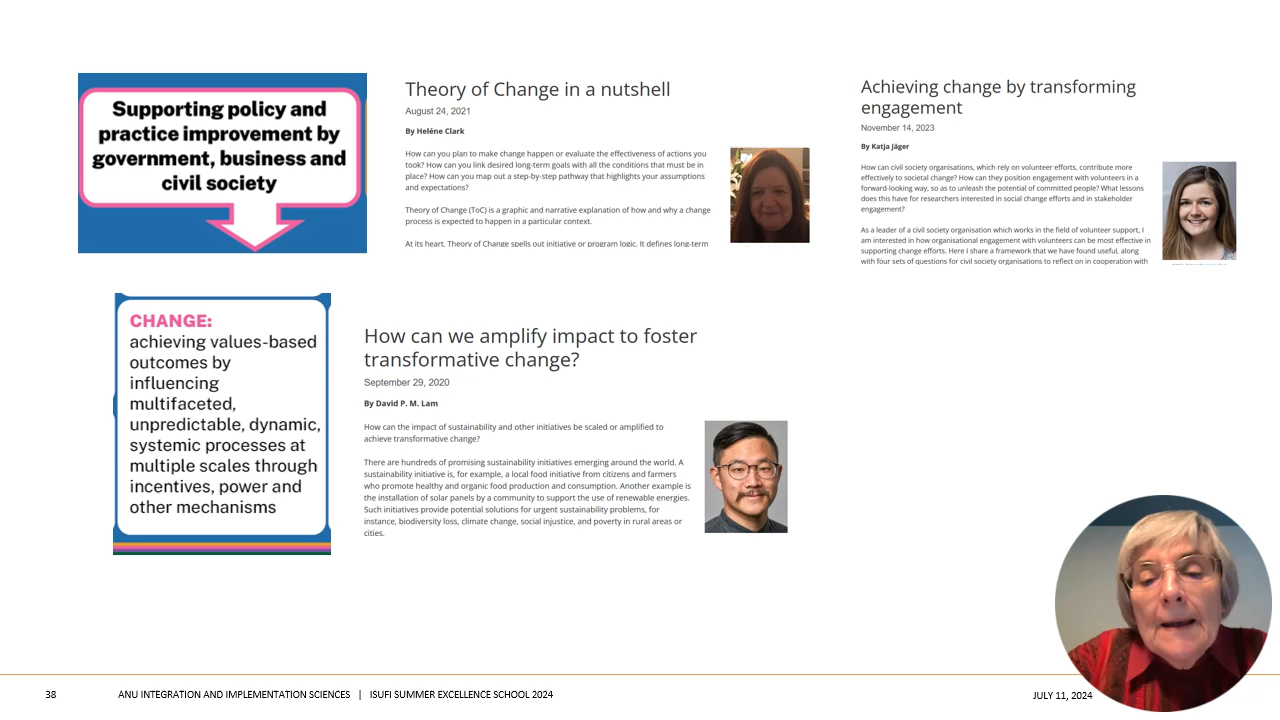 Supporting policy and
practice improvement by
government, business and
civil society
Theory of Change in a nutshell
August 24, 2021
By Heléne Clark
How can you plan to make change happen or evaluate the effectiveness of actions you
took? How can you link desired long-term goals with all the conditions that must be in
place? How can you map out a step-by-step pathway that highlights your assumptions
and expectations?
Theory of Change (ToC) is a graphic and narrative explanation of how and why a change
process is expected to happen in a particular context.
At its heart, Theory of Change spells out initiative or program logic. It defines long-term
Achieving change by transforming
engagement
November 14, 2023
By Katja Jäger
How can civil society organisations, which rely on volunteer efforts, contribute more
effectively to societal change? How can they position engagement with volunteers in a
forward-looking way, so as to unleash the potential of committed people? What lessons
does this have for researchers interested in social change efforts and in stakeholder
engagement?
As a leader of a civil society organisation which works in the field of volunteer support, I
am interested in how organisational engagement with volunteers can be most effective in
supporting change efforts. Here I share a framework that we have found useful, along
with four sets of questions for civil society organisations to reflect on in cooperation with
CHANGE:
achieving values-based
outcomes by
influencing
multifaceted,
unpredictable, dynamic,
systemic processes at
multiple scales through
incentives, power and
other mechanisms
How can we amplify impact to foster
transformative change?
September 29, 2020
By David P. M. Lam
How can the impact of sustainability and other initiatives be scaled or amplified to
achieve transformative change?
There are hundreds of promising sustainability initiatives emerging around the world. A
sustainability initiative is, for example, a local food initiative from citizens and farmers
who promote healthy and organic food production and consumption. Another example is
the installation of solar panels by a community to support the use of renewable energies.
Such initiatives provide potential solutions for urgent sustainability problems, for
instance, biodiversity loss, climate change, social injustice, and poverty in rural areas or
cities.
38
ANU INTEGRATION AND IMPLEMENTATION SCIENCES | ISUFI SUMMER EXCELLENCE SCHOOL 2024
JULY 11, 2024